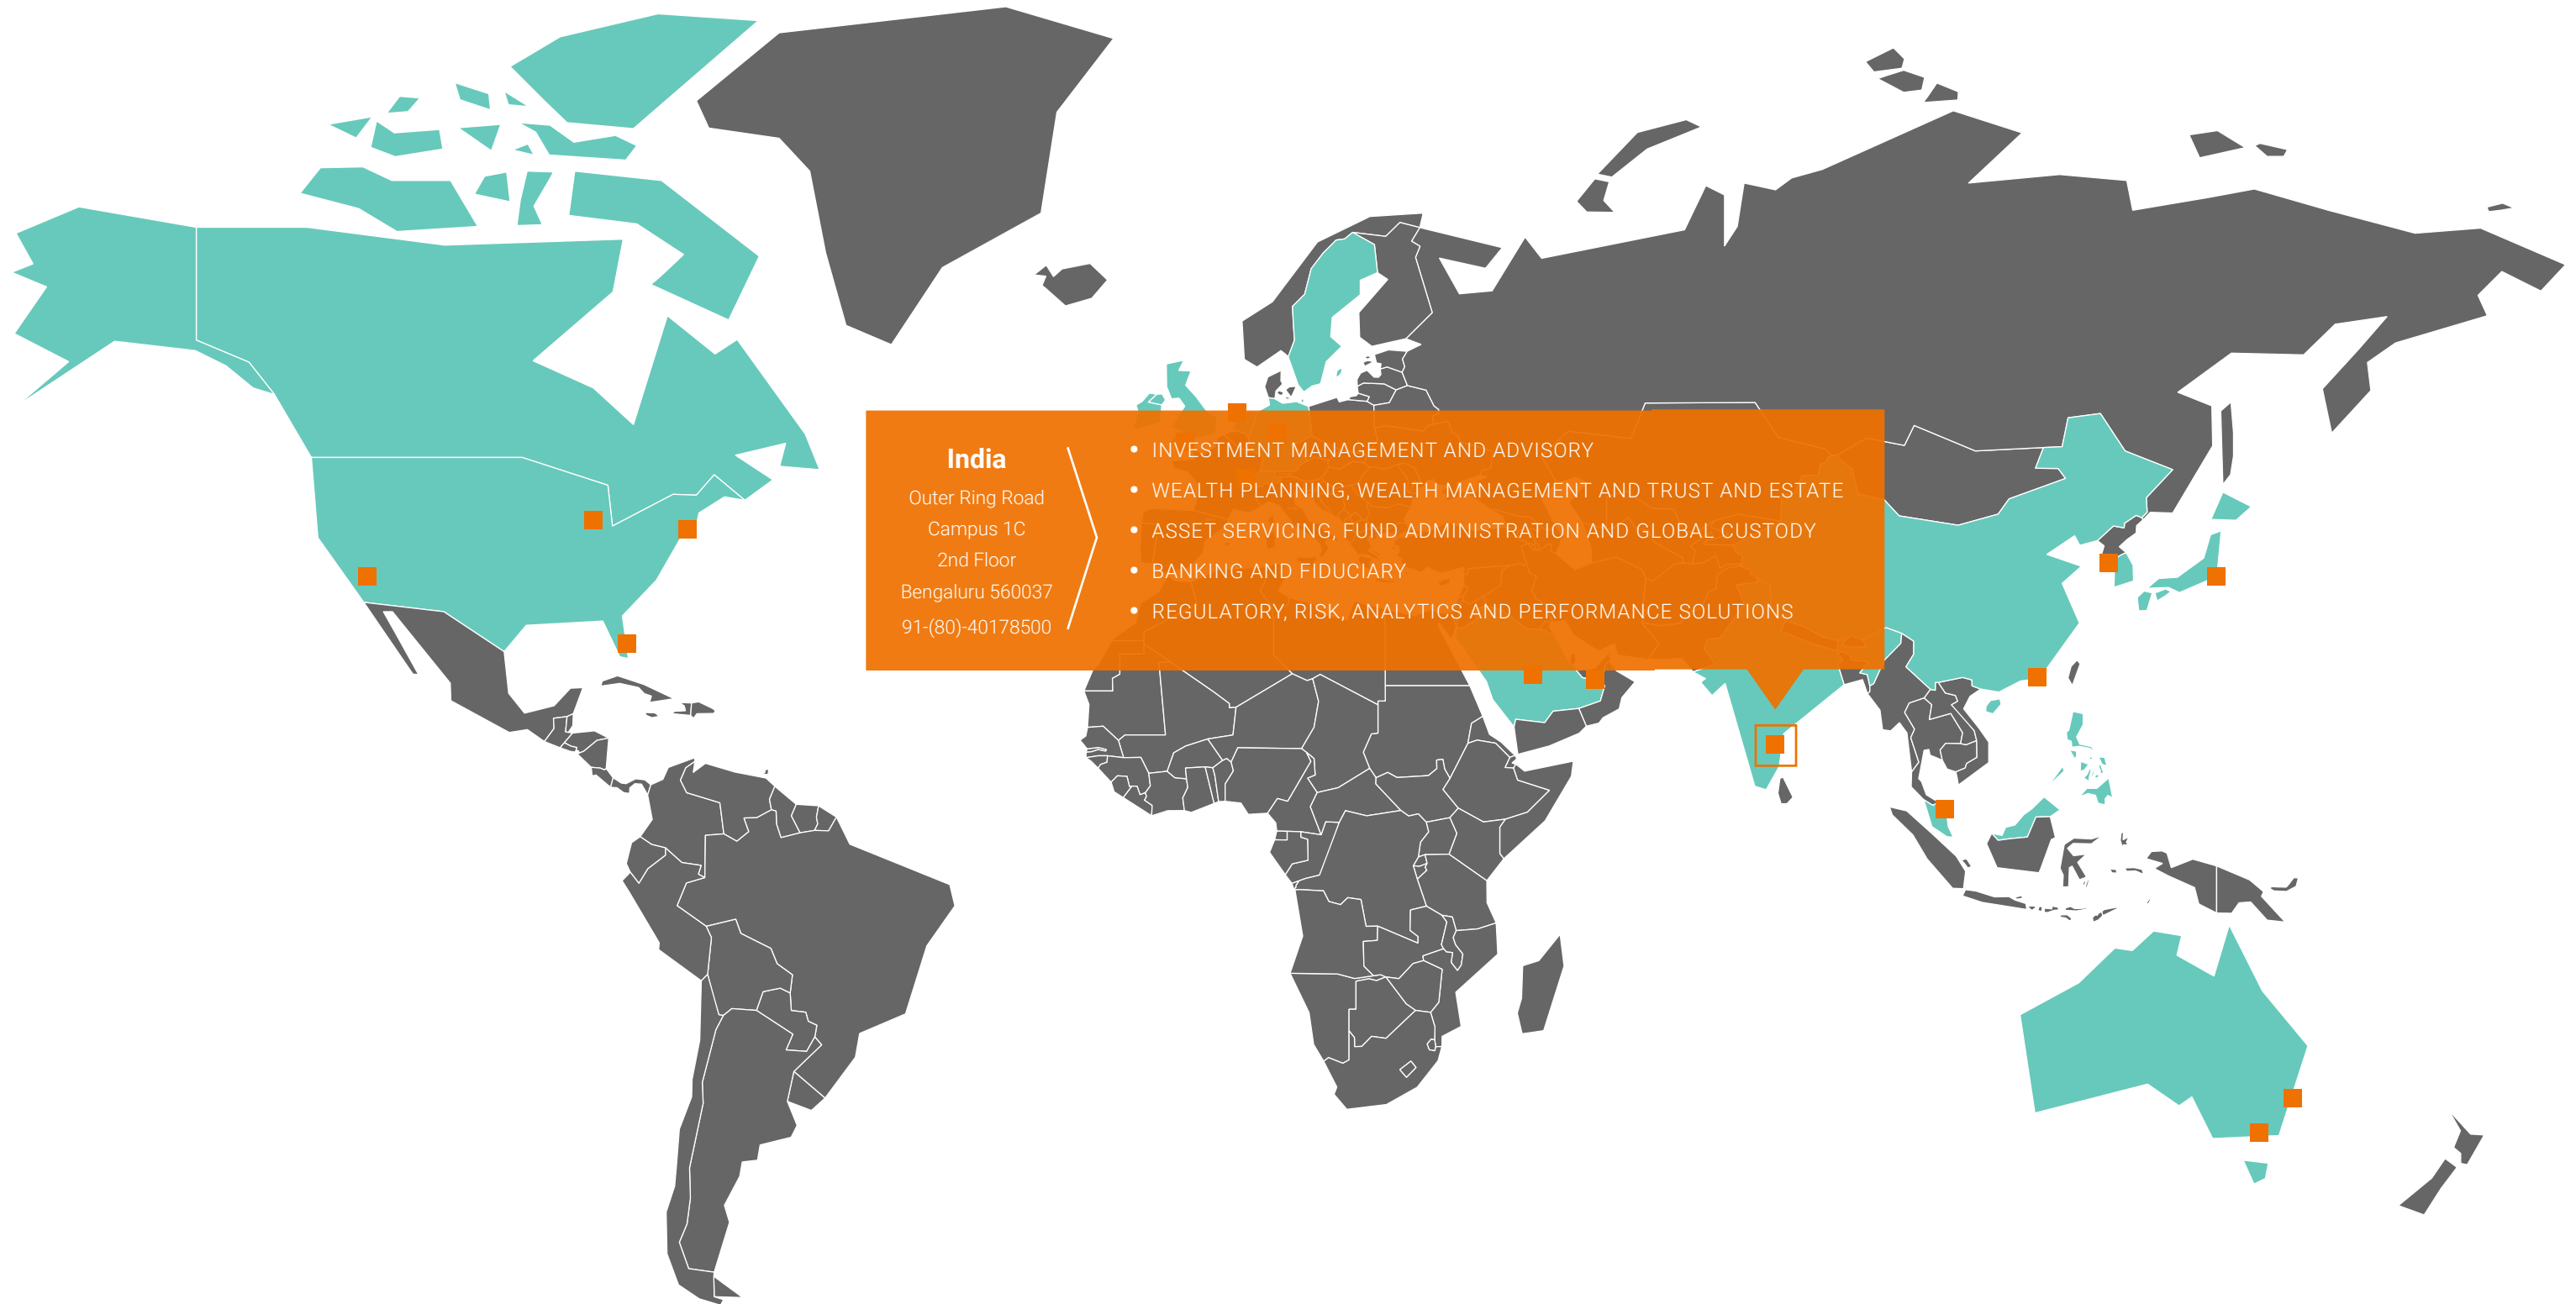 India
Outer Ring Road
Campus 1C
2nd Floor
Bengaluru 560037
91-(80)-40178500
• INVESTMENT MANAGEMENT AND ADVISORY
• WEALTH PLANNING, WEALTH MANAGEMENT AND TRUST AND ESTATE
• ASSET SERVICING, FUND ADMINISTRATION AND GLOBAL CUSTODY
• BANKING AND FIDUCIARY
• REGULATORY, RISK, ANALYTICS AND PERFORMANCE SOLUTIONS